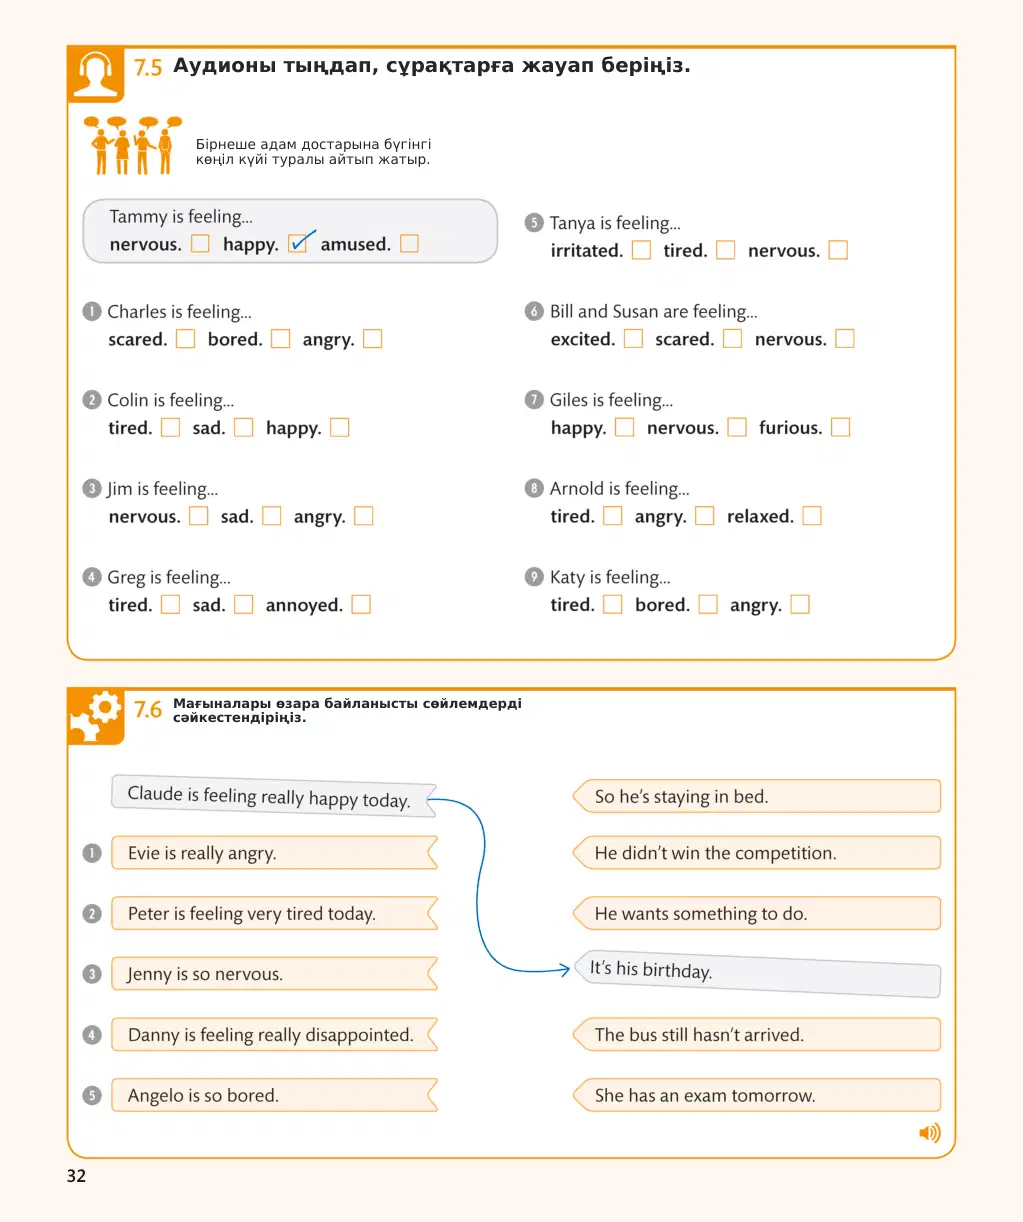 7.5 Аудионы тыңдап, сұрақтарға жауап беріңіз.
Бірнеше адам достарына бүгінгі
көңіл күйі туралы айтып жатыр.
Tammy is feeling...
nervous. happy. amused.
1 Charles is feeling...
scared. bored. angry.
2 Colin is feeling...
tired. sad. happy.
3 Jim is feeling...
nervous. sad. angry.
4 Greg is feeling...
tired. sad. annoyed.
5 Tanya is feeling...
irritated. tired. nervous.
6 Bill and Susan are feeling...
excited. scared. nervous.
7 Giles is feeling...
happy. nervous. furious.
8 Arnold is feeling...
tired. angry. relaxed.
9 Katy is feeling...
tired. bored. angry.
7.6 Мағыналары өзара байланысты сөйлемдерді
сәйкестендіріңіз.
Claude is feeling really happy today.
1 Evie is really angry.
2 Peter is feeling very tired today.
3 Jenny is so nervous.
4 Danny is feeling really disappointed.
5 Angelo is so bored.
So he's staying in bed.
He didn't win the competition.
He wants something to do.
It's his birthday.
The bus still hasn't arrived.
She has an exam tomorrow.
32